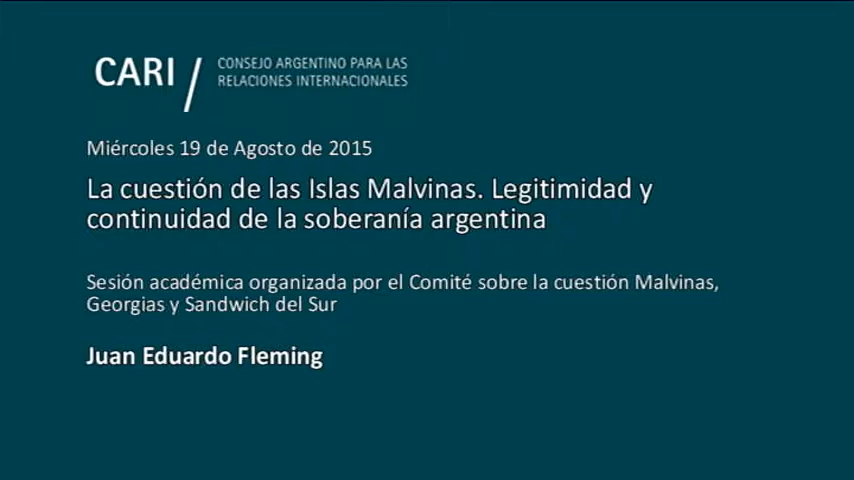 CARI/
CONSEJO ARGENTINO PARA LAS
RELACIONES INTERNACIONALES
Miércoles 19 de Agosto de 2015
La cuestión de las Islas Malvinas. Legitimidad y
continuidad de la soberanía argentina
Sesión académica organizada por el Comité sobre la cuestión Malvinas,
Georgias y Sandwich del Sur
Juan Eduardo Fleming